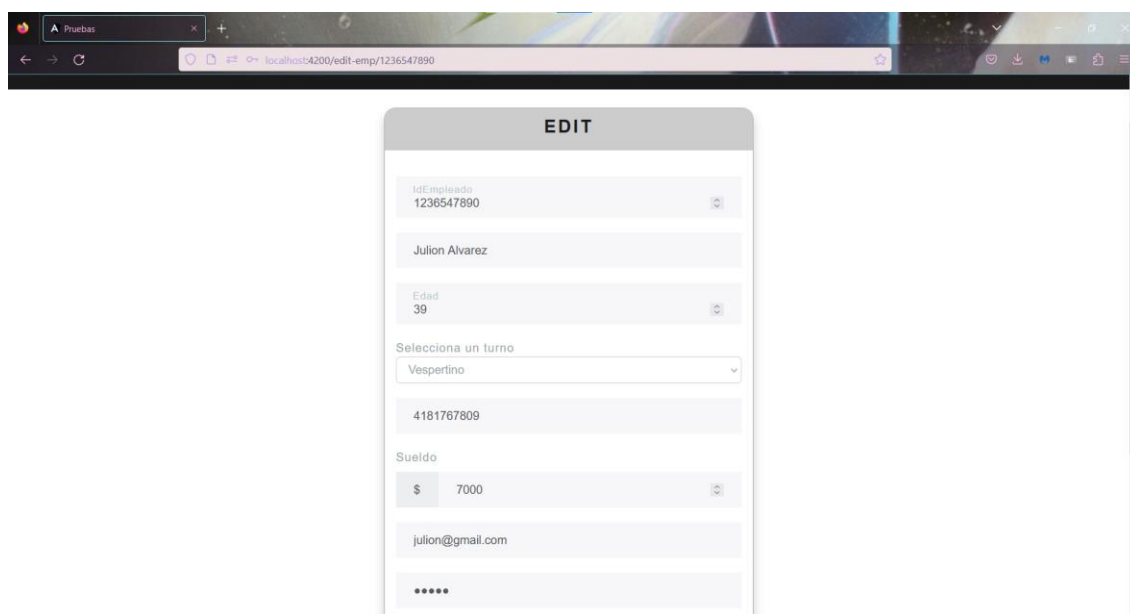 Pruebas
localhost:4200/edit-emp/1236547890
EDIT
IdEmpleado
1236547890
Julion Alvarez
Edad
39
Selecciona un turno
Vespertino
4181767809
Sueldo
$ 7000
julion@gmail.com
•••••